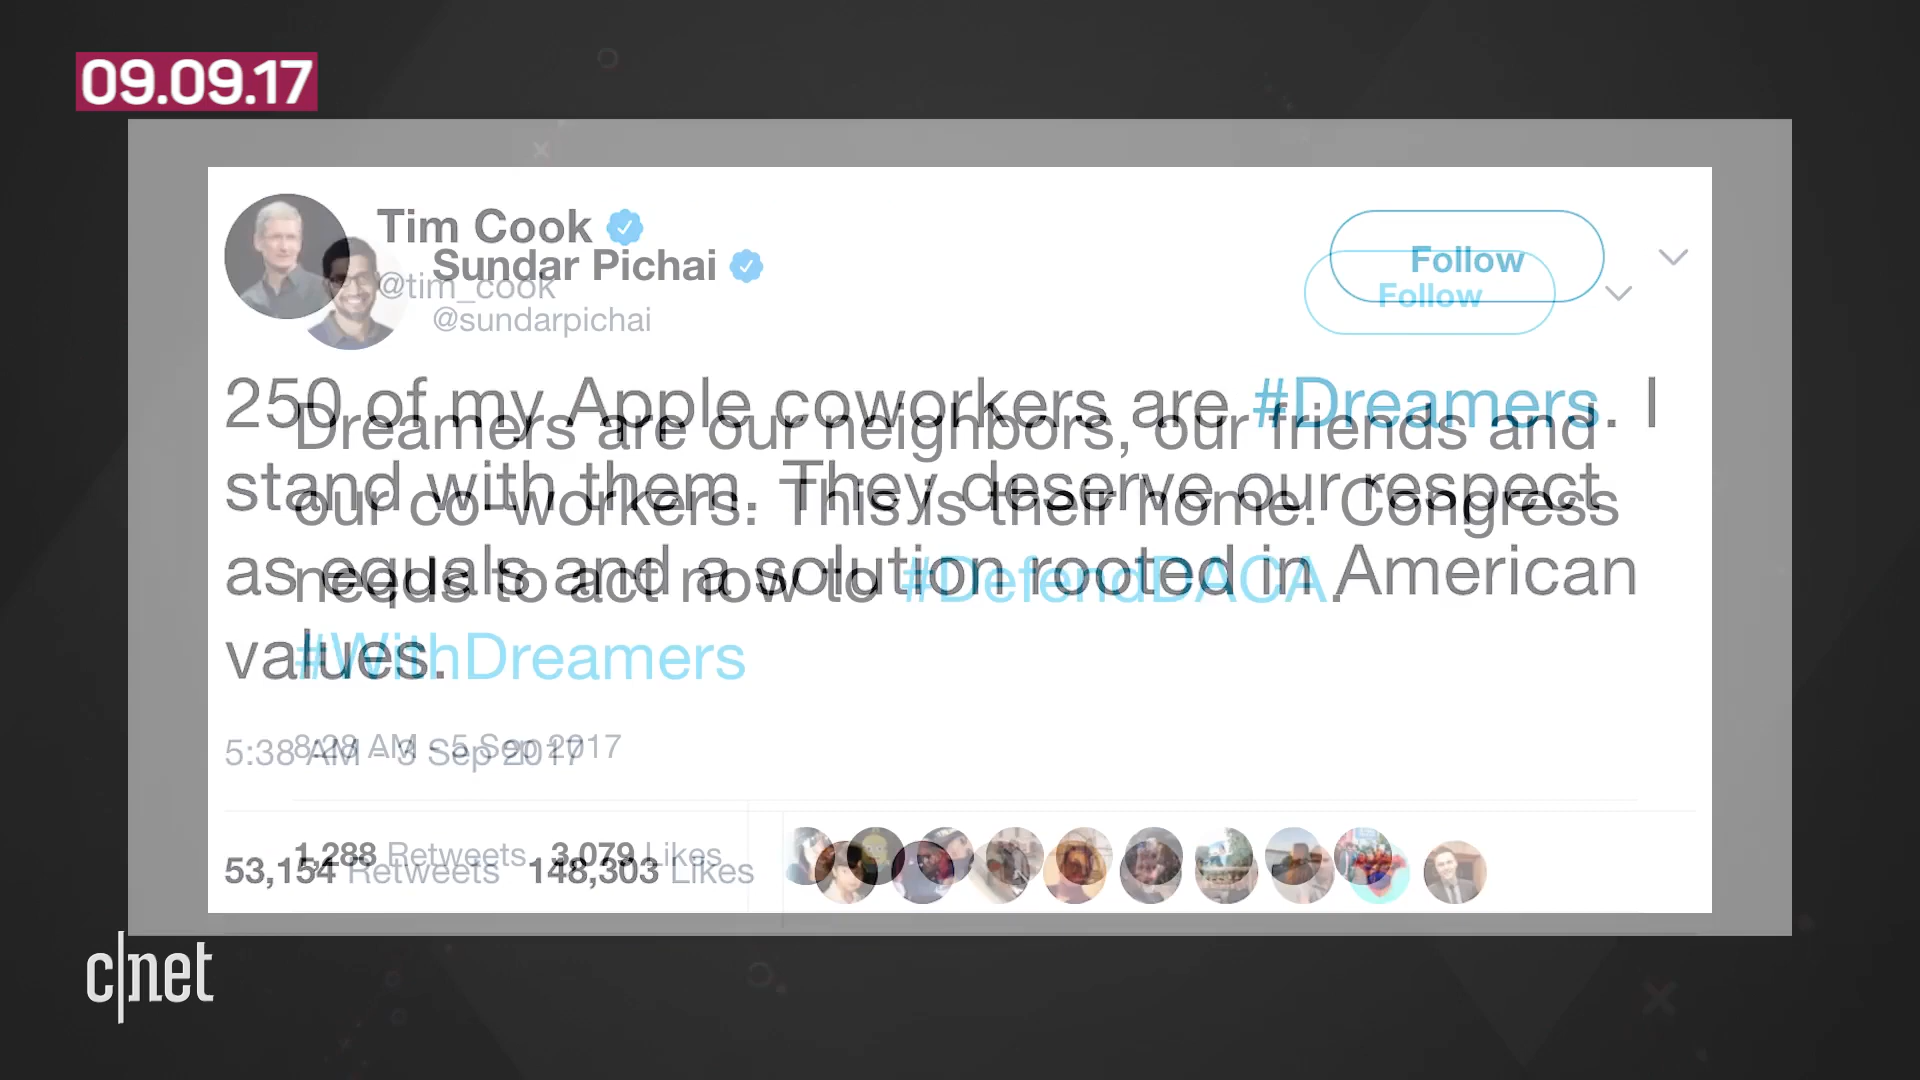 09.09.17
Tim Cook
@tim_cook
Follow
250 of my Apple coworkers are #Dreamers. I
stand with them. They deserve our respect
as equals and a solution rooted in American
values.
5:38 AM - 3 Sep 2017
53,154 Retweets 148,303 Likes
Sundar Pichai
@sundarpichai
Follow
Dreamers are our neighbors, our friends and
our co-workers. This is their home. Congress
needs to act now to #DefendDACA.
#WithDreamers
8:28 AM - 5 Sep 2017
1,288 Retweets 3,079 Likes
c|net